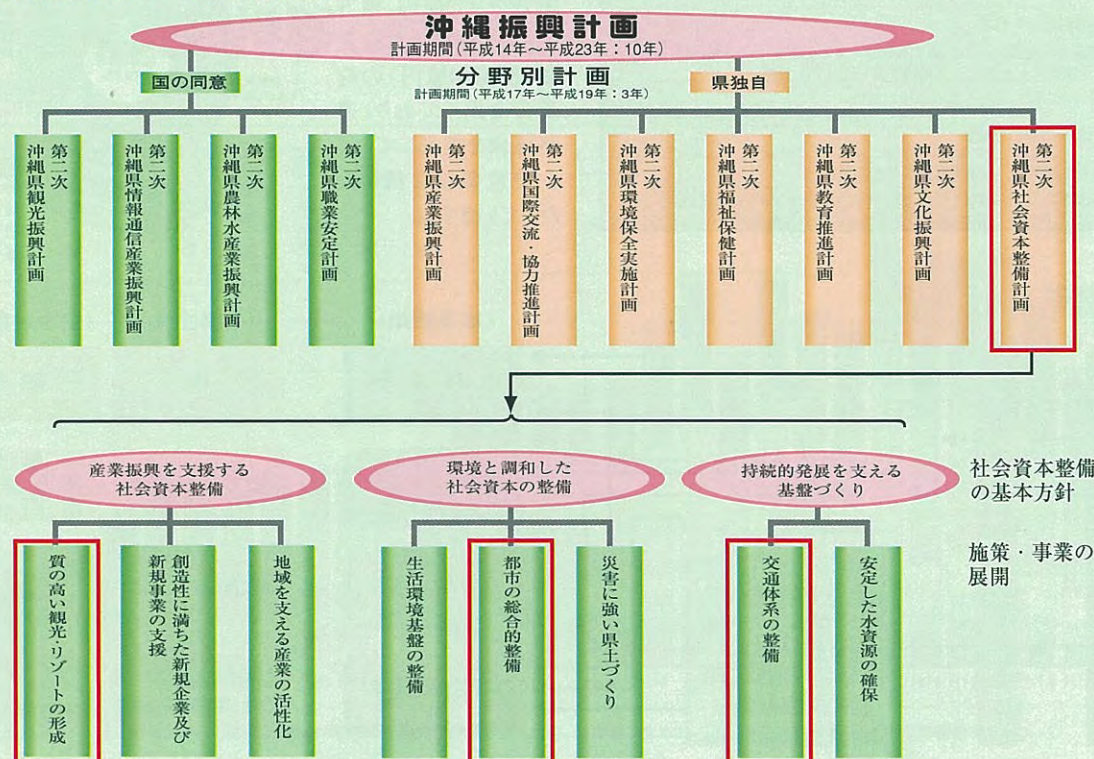 沖縄振興計画
計画期間(平成14年～平成23年：10年)
国の同意
分野別計画
計画期間(平成17年～平成19年：3年)
県独自
第二次
沖縄県観光振興計画
第二次
沖縄県情報通信産業振興計画
第二次
沖縄県農林水産業振興計画
第二次
沖縄県職業安定計画
第二次
沖縄県産業振興計画
第二次
沖縄県国際交流・協力推進計画
第二次
沖縄県環境保全実施計画
第二次
沖縄県福祉保健計画
第二次
沖縄県教育推進計画
第二次
沖縄県文化振興計画
第二次
沖縄県社会資本整備計画
産業振興を支援する
社会資本整備
環境と調和した
社会資本の整備
持続的発展を支える
基盤づくり
社会資本整備
の基本方針
質の高い観光・リゾートの形成
創造性に満ちた新規企業及び
新規事業の支援
地域を支える産業の活性化
生活環境基盤の整備
都市の総合的整備
災害に強い県土づくり
交通体系の整備
安定した水資源の確保
施策・事業の
展開